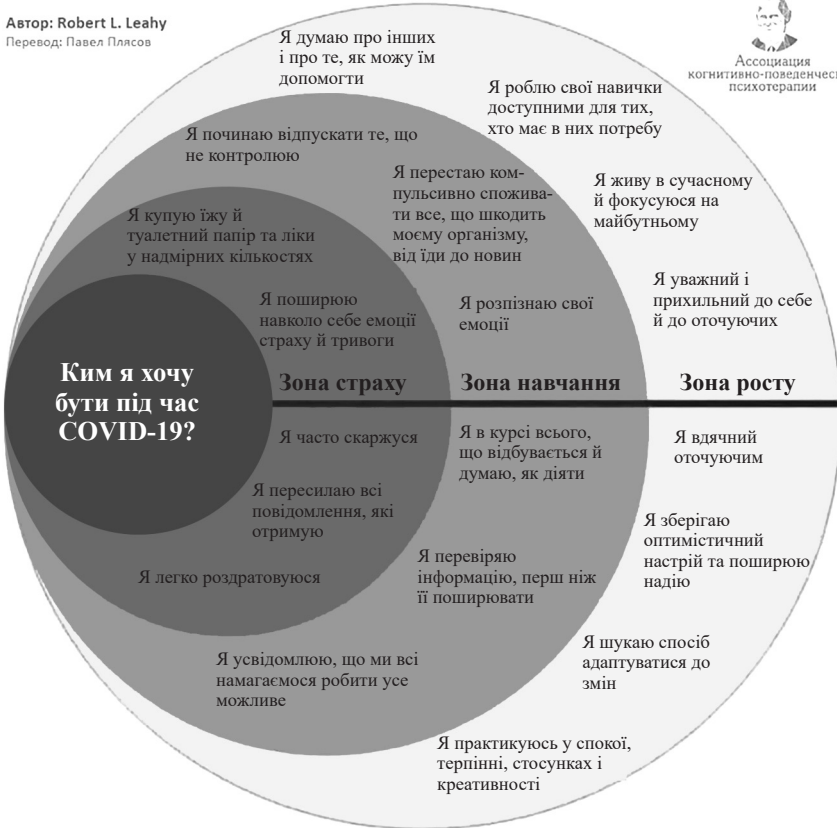 Автор: Robert L. Leahy
Перевод: Павел Плясов
Ассоциация
когнитивно-поведенческ
психотерапии
Я думаю про інших
і про те, як можу їм
допомогти
Я роблю свої навички
доступними для тих,
хто має в них потребу
Я починаю відпускати те, що
не контролюю
Я перестаю ком-
пульсивно спожива-
ти все, що шкодить
моєму організму,
від їди до новин
Я живу в сучасному
й фокусуюся на
майбутньому
Я купую їжу й
туалетний папір та ліки
у надмірних кількостях
Я поширюю
навколо себе емоції
страху й тривоги
Я розпізнаю свої
емоції
Я уважний і
прихильний до себе
й до оточуючих
Ким я хочу
бути під час
COVID-19?
Зона страху
Зона навчання
Зона росту
Я часто скаржуся
Я в курсі всього,
що відбувається й
думаю, як діяти
Я вдячний
оточуючим
Я пересилаю всі
повідомлення, які
отримую
Я зберігаю
оптимістичний
настрій та поширюю
надію
Я легко роздратовуюся
Я перевіряю
інформацію, перш ніж
її поширювати
Я усвідомлюю, що ми всі
намагаємося робити усе
можливе
Я шукаю спосіб
адаптуватися до
змін
Я практикуюсь у спокої,
терпінні, стосунках і
креативності